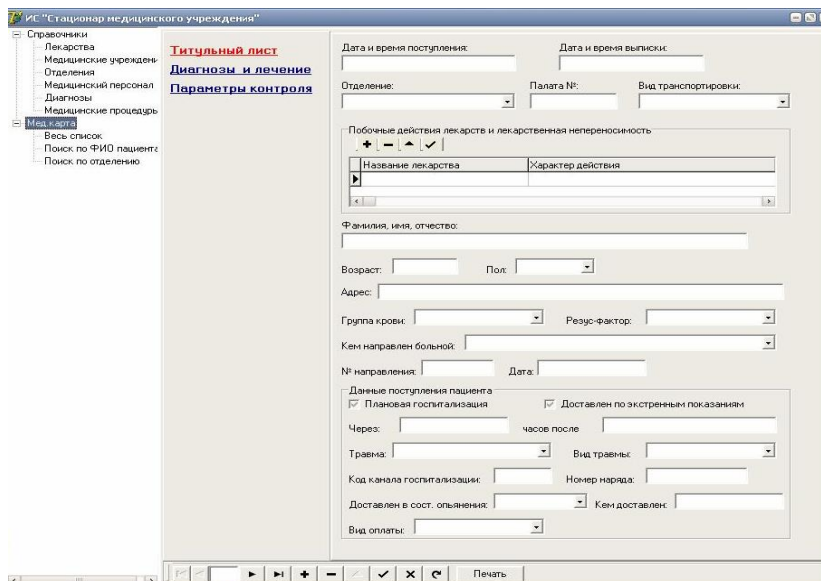 ИС "Стационар медицинского учреждения"
Справочники
Лекарства
Медицинские учреждени
Отделения
Медицинский персонал
Диагнозы
Медицинские процедурь
Мед.карта
Весь список
Поиск по ФИО пациента
Поиск по отделению
Титульный лист
Диагнозы и лечение
Параметры контроля
Дата и время поступления: Дата и время выписки:
Отделение: Палата №: Вид транспортировки:
Побочные действия лекарств и лекарственная непереносимость
Название лекарства Характер действия
Фамилия, имя, отчество:
Возраст: Пол:
Адрес:
Группа крови: Резус-фактор:
Кем направлен больной:
№ направления: Дата:
Данные поступления пациента
Плановая госпитализация Доставлен по экстренным показаниям
Через: часов после
Травма: Вид травмы:
Код канала госпитализации: Номер наряда:
Доставлен в сост. опьянения: Кем доставлен:
Вид оплаты:
Печать